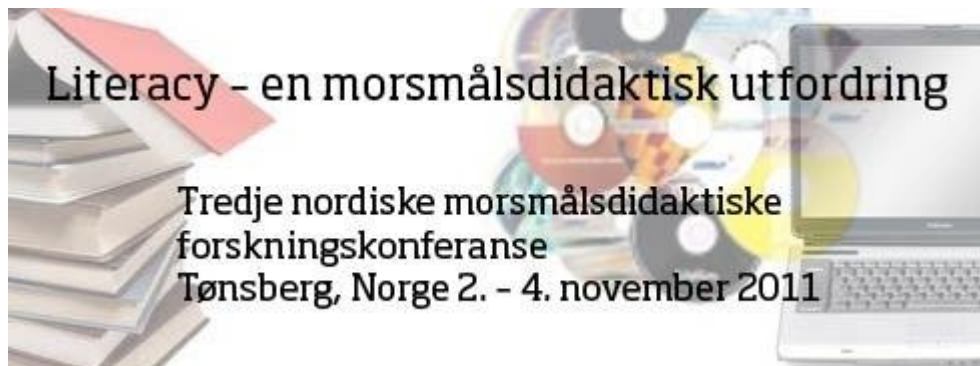 Literacy - en morsmålsdidaktisk utfordring
Tredje nordiske morsmålsdidaktiske
forskningskonferanse
Tønsberg, Norge 2. - 4. november 2011